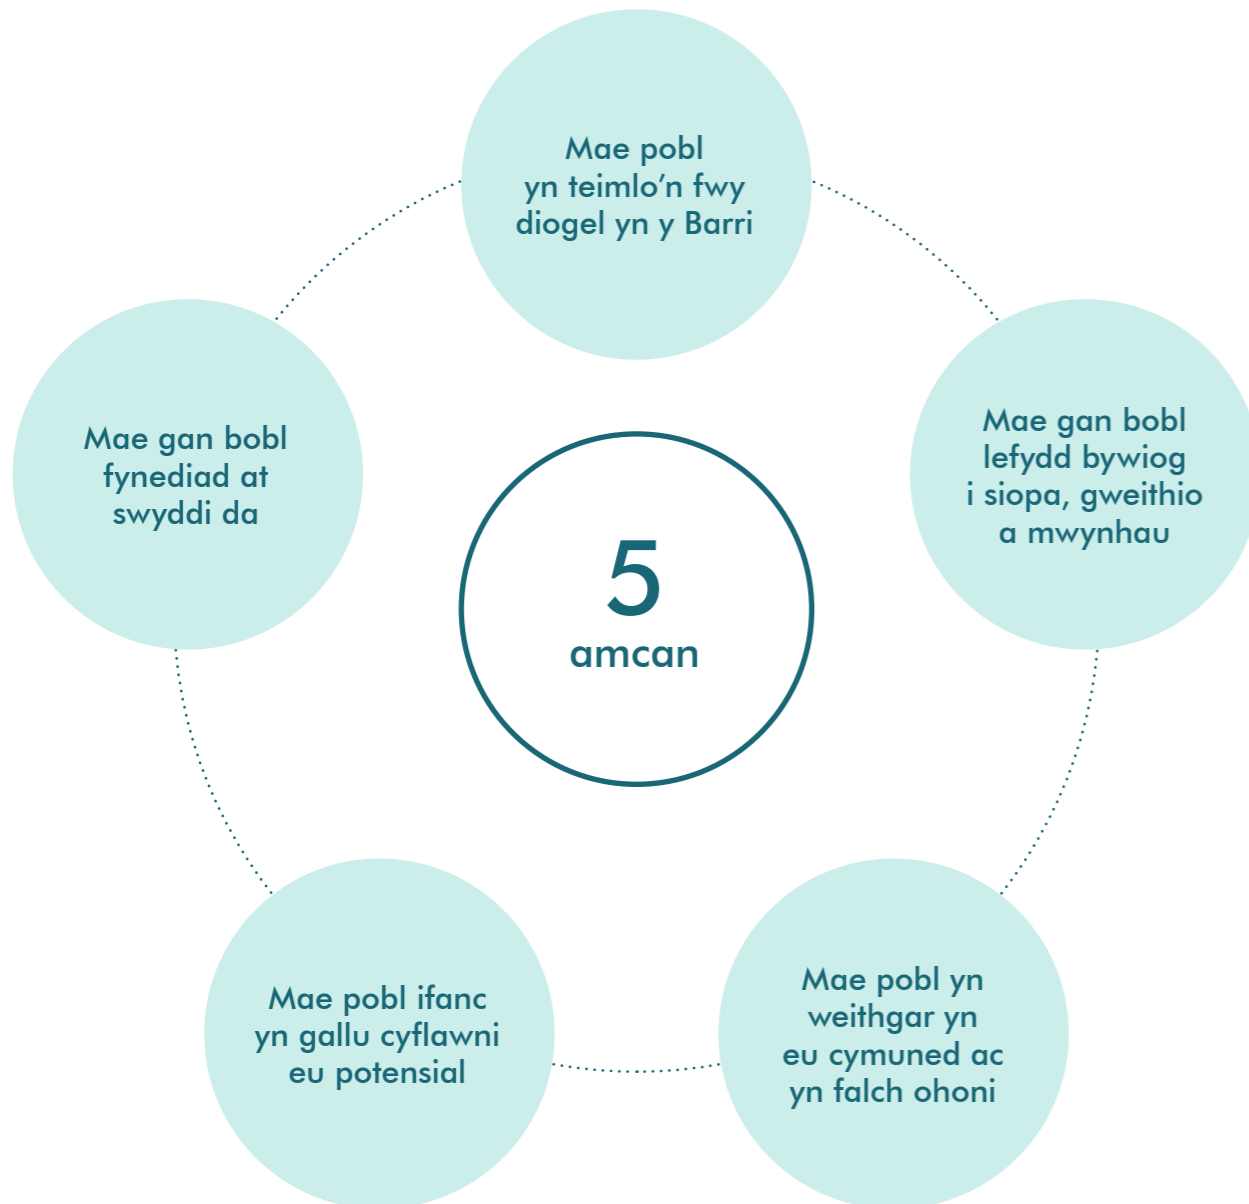 Mae pobl
yn teimlo’n fwy
diogel yn y Barri
Mae gan bobl
lefydd bywiog
i siopa, gweithio
a mwynhau
Mae pobl yn
weithgar yn
eu cymuned ac
yn falch ohoni
Mae pobl ifanc
yn gallu cyflawni
eu potensial
Mae gan bobl
fynediad at
swyddi da
5
amcan